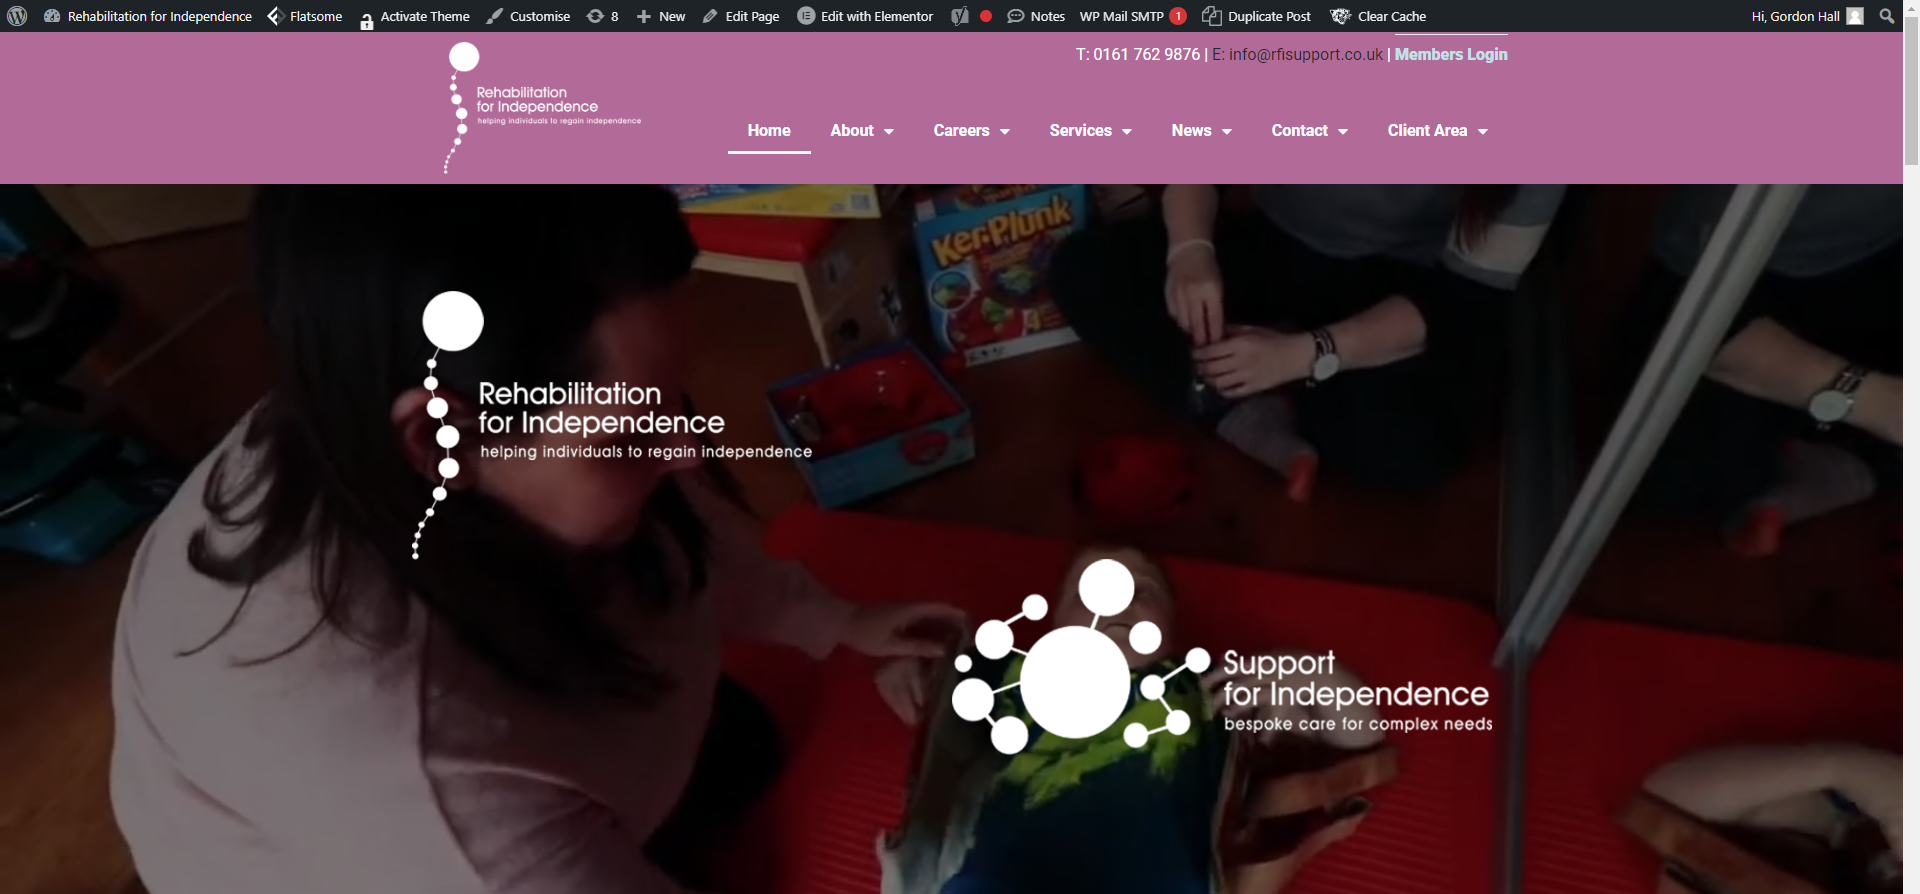 Rehabilitation for Independence Flatsome Activate Theme Customise 8 New Edit Page Edit with Elementor Notes WP Mail SMTP 1 Duplicate Post Clear Cache Hi, Gordon Hall
T: 0161 762 9876 | E: info@rfisupport.co.uk | Members Login
Rehabilitation
for Independence
helping individuals to regain independence
Home About Careers Services News Contact Client Area
Ker-Plunk
Rehabilitation
for Independence
helping individuals to regain independence
Support
for Independence
bespoke care for complex needs